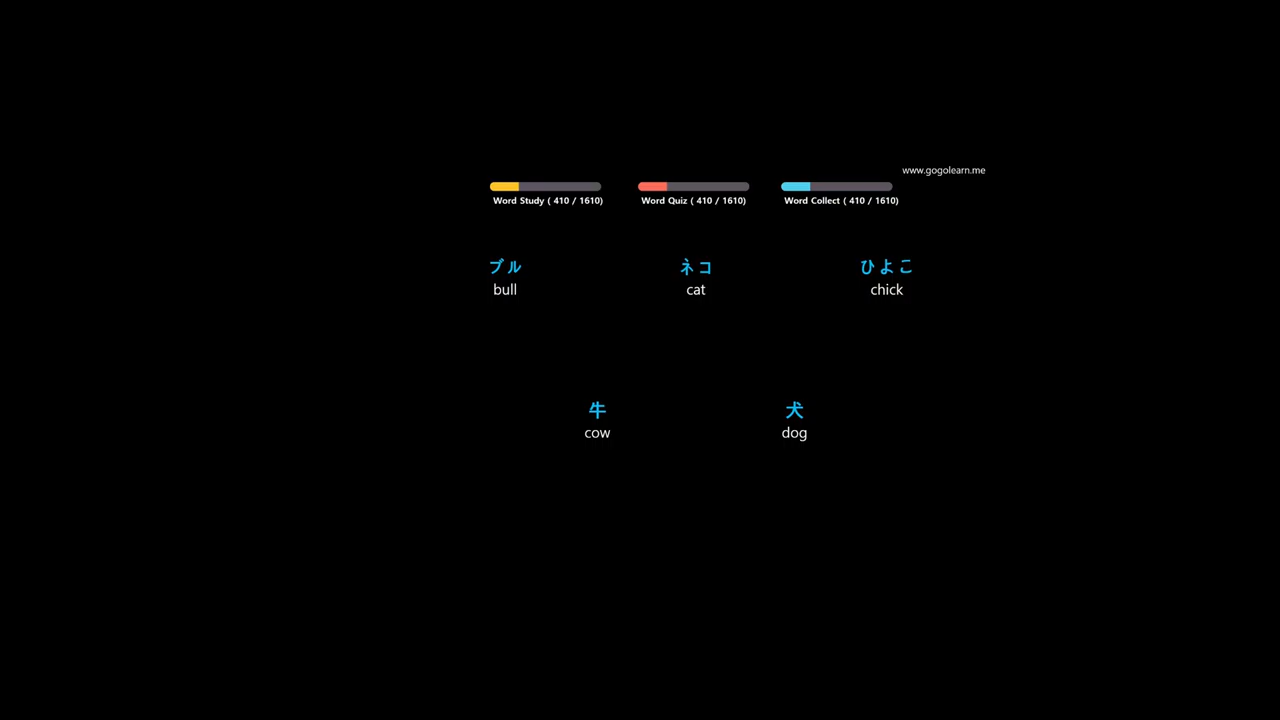 www.gogolearn.me
Word Study ( 410 / 1610)
Word Quiz ( 410 / 1610)
Word Collect ( 410 / 1610)
ブル
bull
ネコ
cat
ひよこ
chick
牛
cow
犬
dog